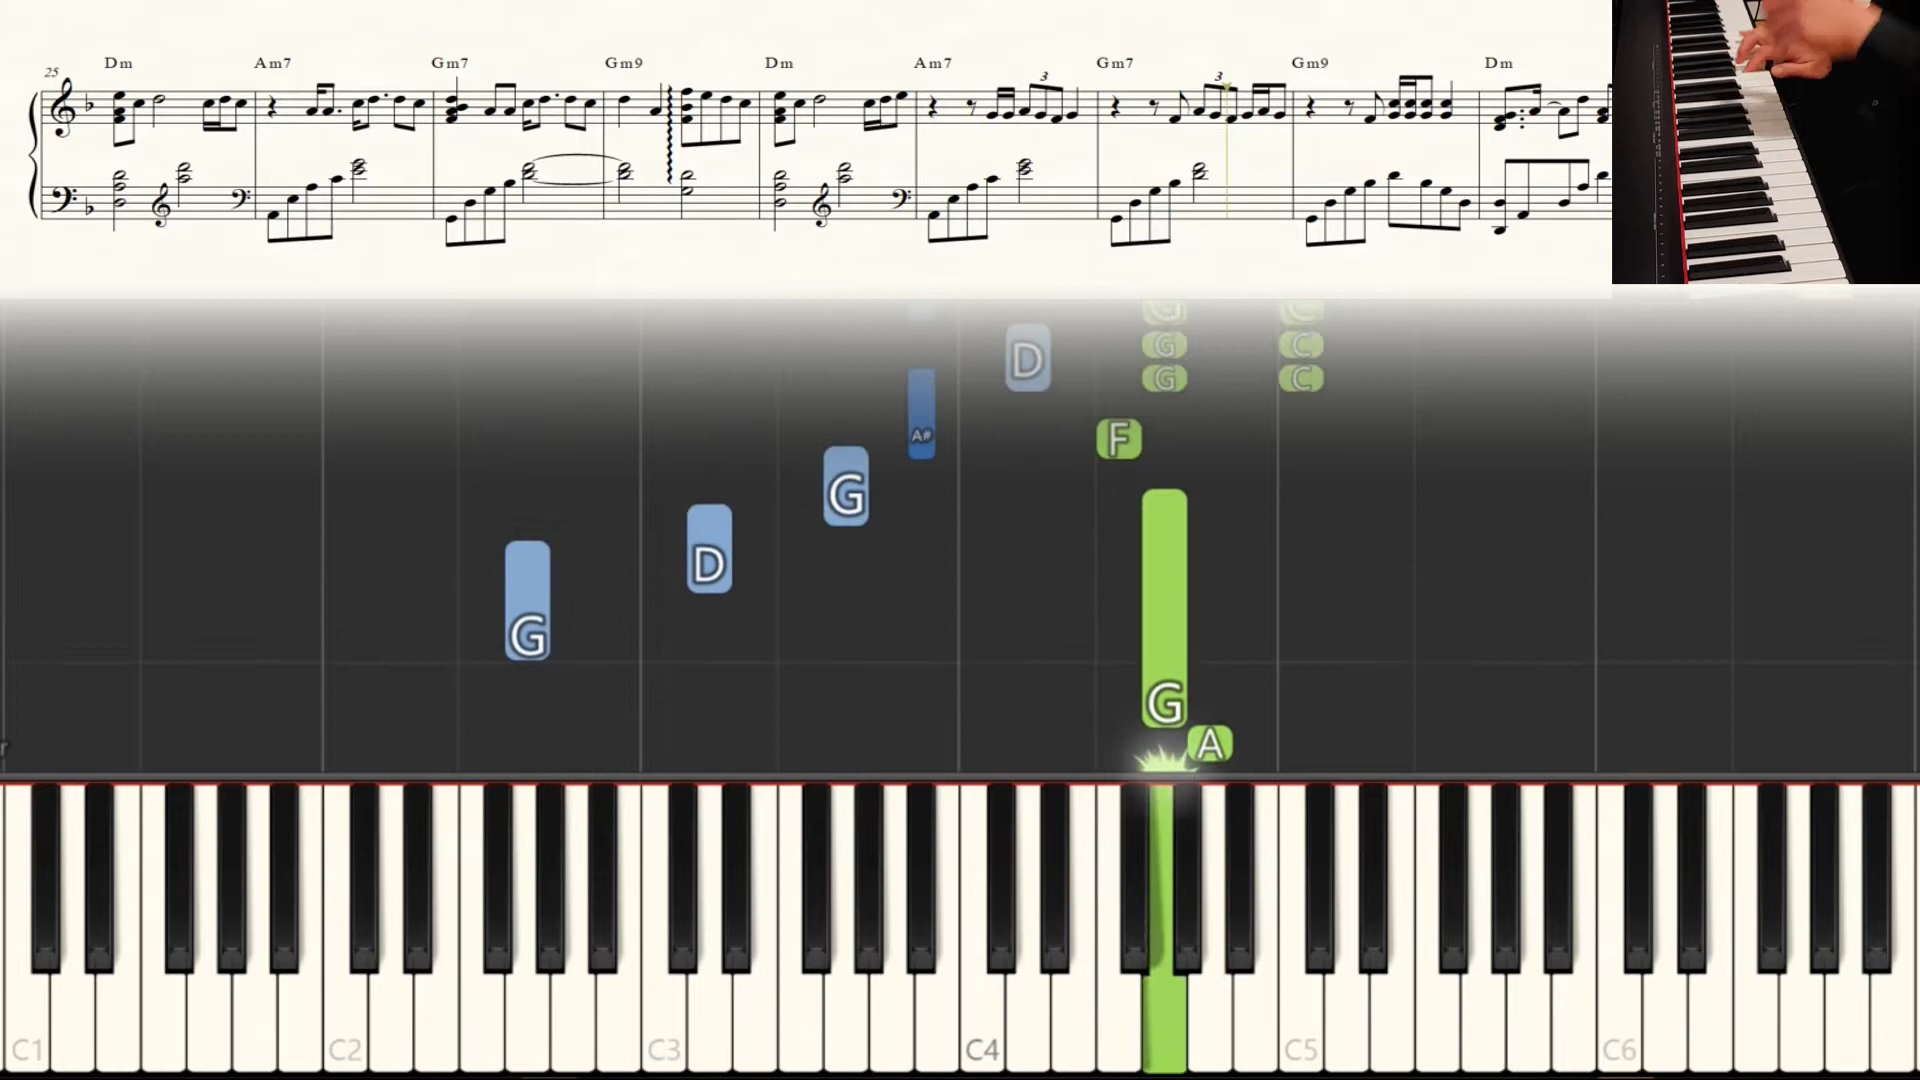 Dm Am7 Gm7 Gm9 Dm Am7 Gm7 Gm9 Dm
25
3 3
G C
D G C
G C
A# F
G
D
G
G
A
r
C1 C2 C3 C4 C5 C6